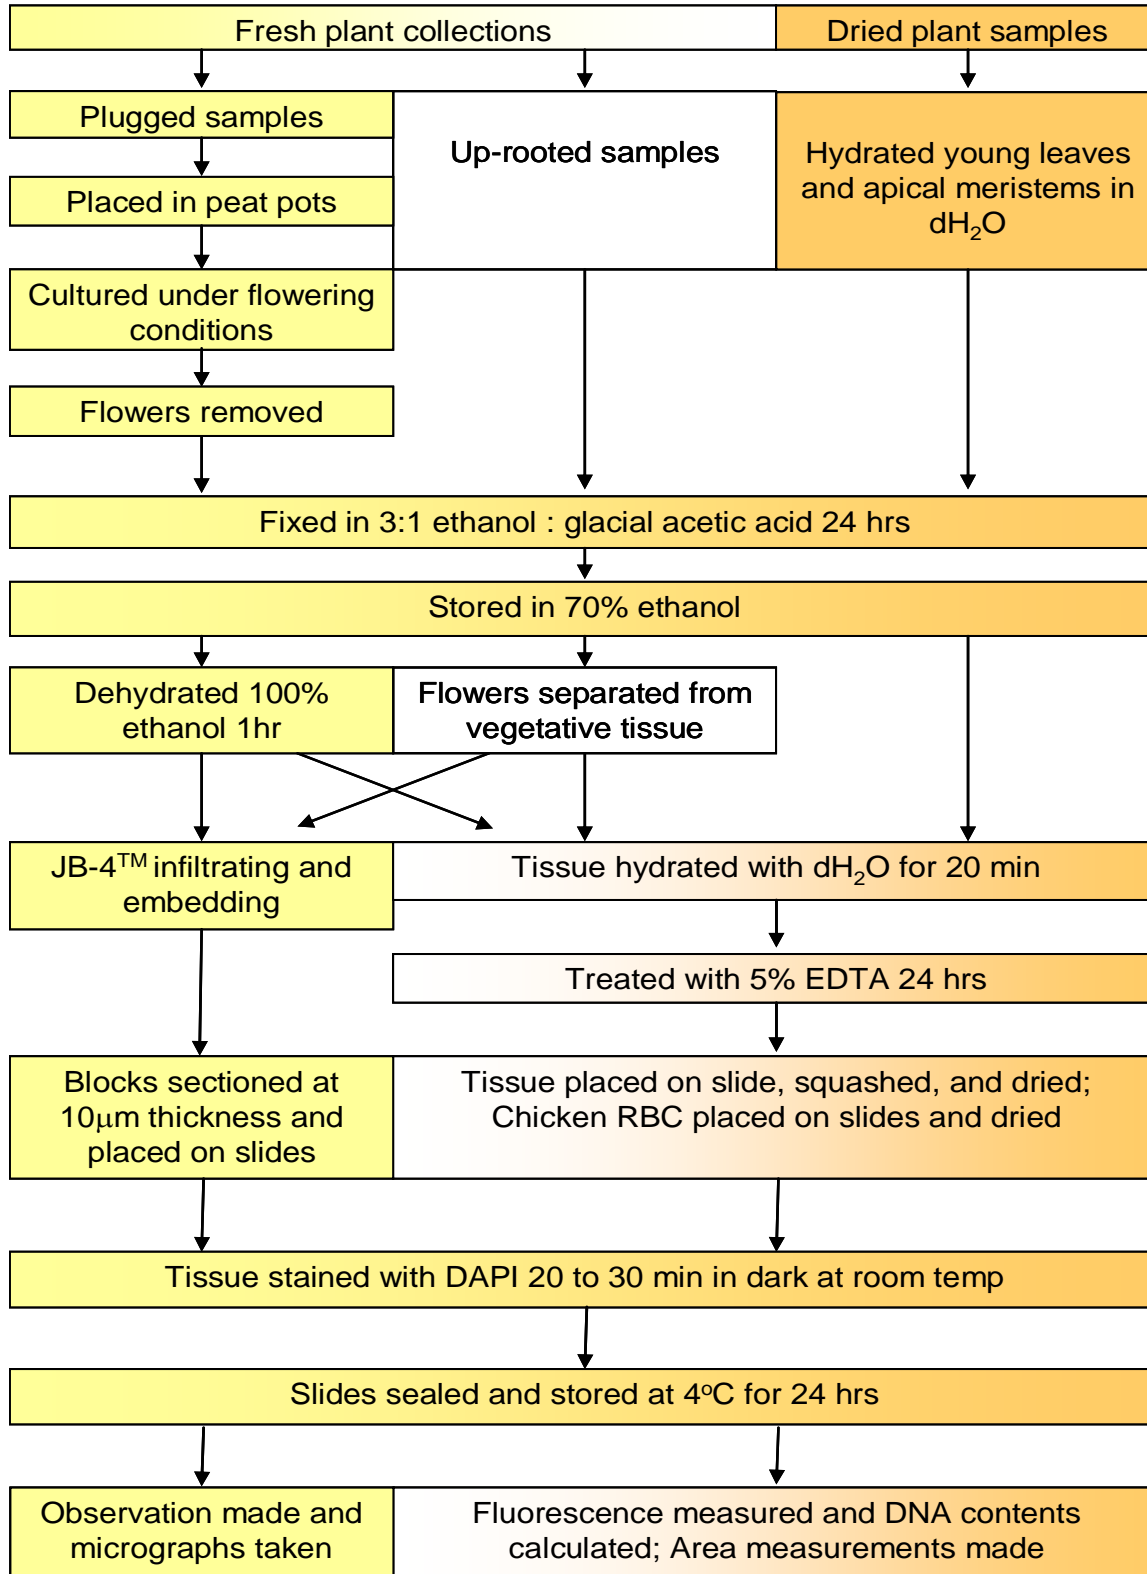 Fresh plant collections
Dried plant samples
Plugged samples
Up-rooted samples
Hydrated young leaves
and apical meristems in
dH₂O
Placed in peat pots
Cultured under flowering
conditions
Flowers removed
Fixed in 3:1 ethanol : glacial acetic acid 24 hrs
Stored in 70% ethanol
Dehydrated 100%
ethanol 1hr
Flowers separated from
vegetative tissue
JB-4™ infiltrating and
embedding
Tissue hydrated with dH₂O for 20 min
Treated with 5% EDTA 24 hrs
Blocks sectioned at
10μm thickness and
placed on slides
Tissue placed on slide, squashed, and dried;
Chicken RBC placed on slides and dried
Tissue stained with DAPI 20 to 30 min in dark at room temp
Slides sealed and stored at 4°C for 24 hrs
Observation made and
micrographs taken
Fluorescence measured and DNA contents
calculated; Area measurements made